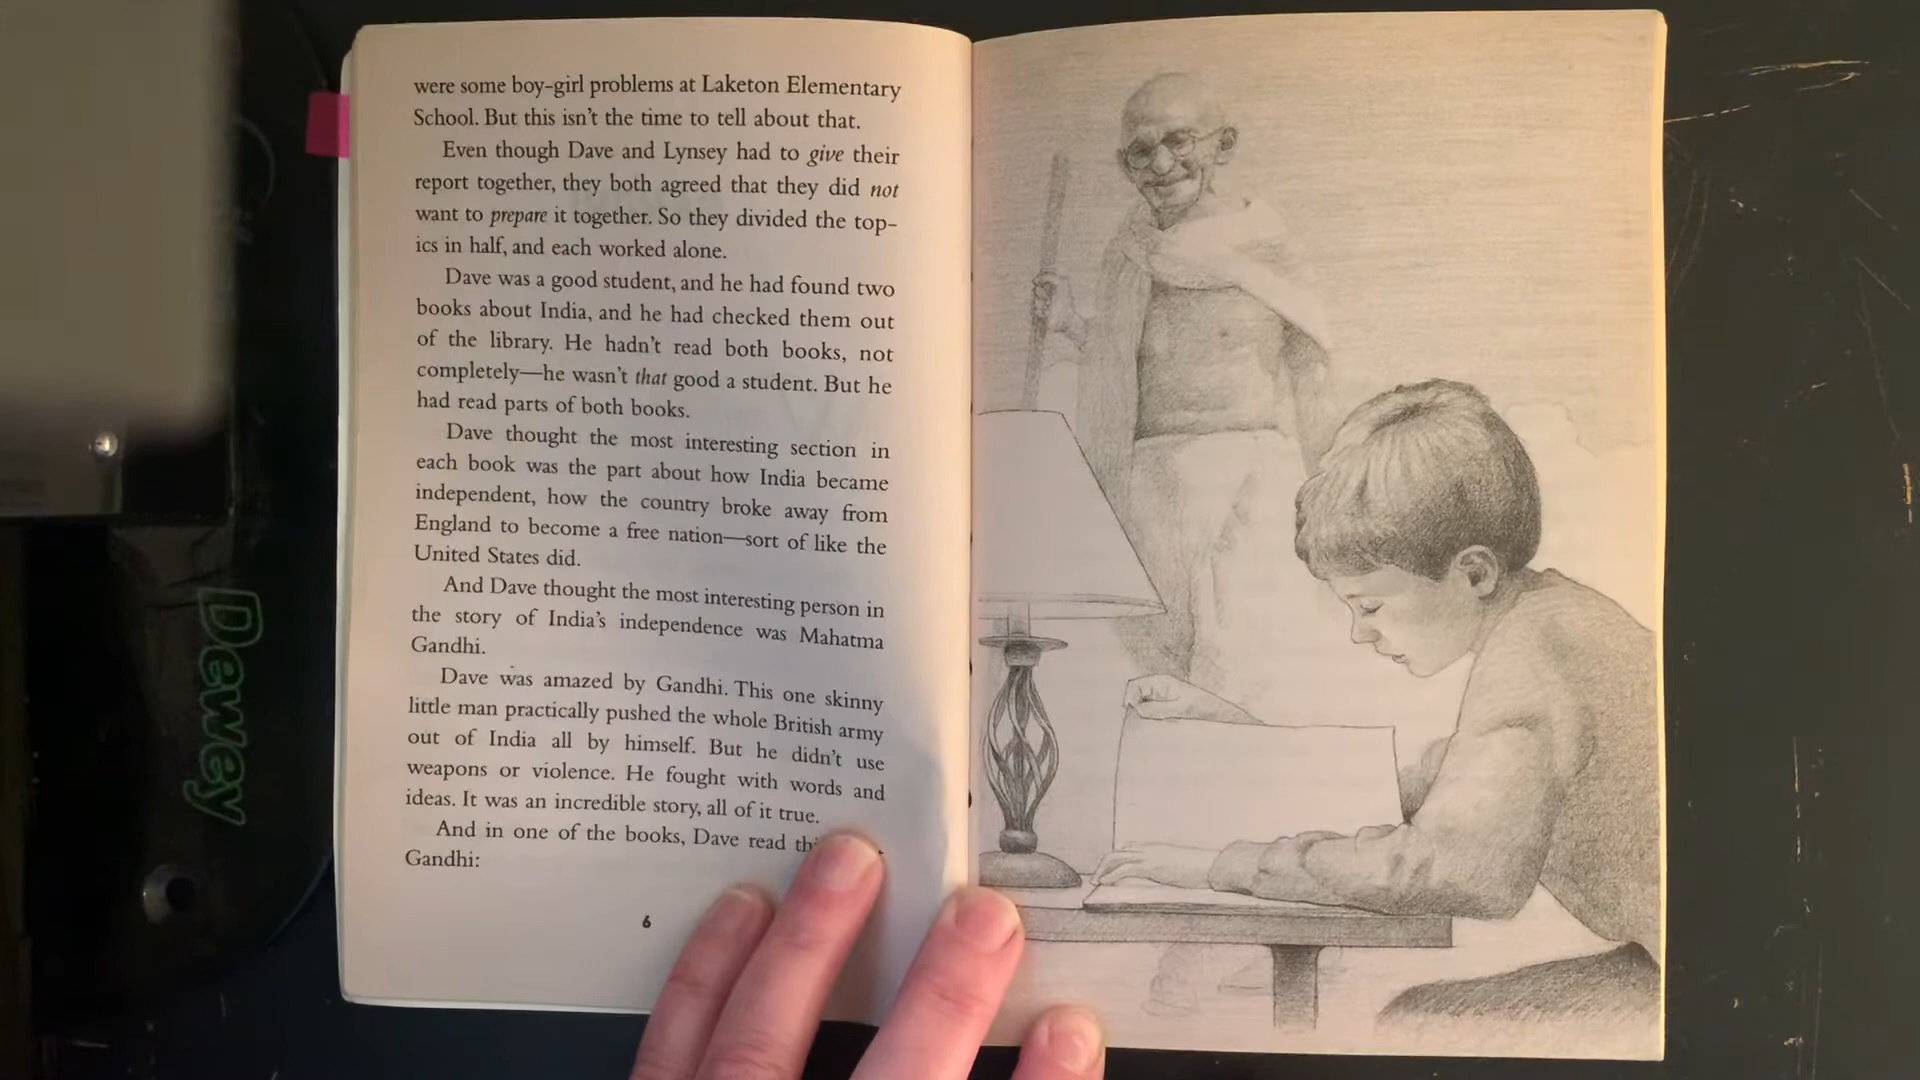 were some boy-girl problems at Laketon Elementary
School. But this isn't the time to tell about that.
Even though Dave and Lynsey had to give their
report together, they both agreed that they did not
want to prepare it together. So they divided the top-
ics in half, and each worked alone.
Dave was a good student, and he had found two
books about India, and he had checked them out
of the library. He hadn't read both books, not
completely—he wasn't that good a student. But he
had read parts of both books.
Dave thought the most interesting section in
each book was the part about how India became
independent, how the country broke away from
England to become a free nation—sort of like the
United States did.
And Dave thought the most interesting person in
the story of India's independence was Mahatma
Gandhi.
Dave was amazed by Gandhi. This one skinny
little man practically pushed the whole British army
out of India all by himself. But he didn't use
weapons or violence. He fought with words and
ideas. It was an incredible story, all of it true.
And in one of the books, Dave read
Gandhi:
6
Dewey